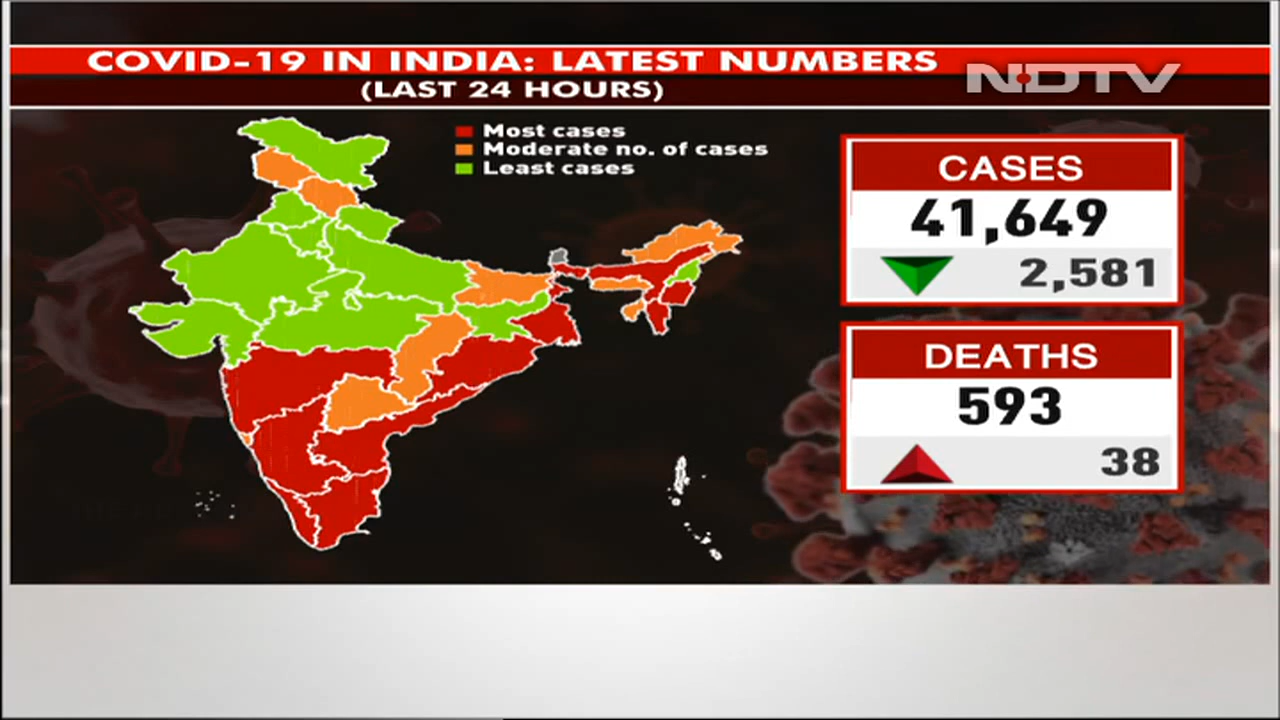 COVID-19 IN INDIA: LATEST NUMBERS
NDTV
(LAST 24 HOURS)
Most cases
Moderate no. of cases
Least cases
CASES
41,649
2,581
DEATHS
593
38